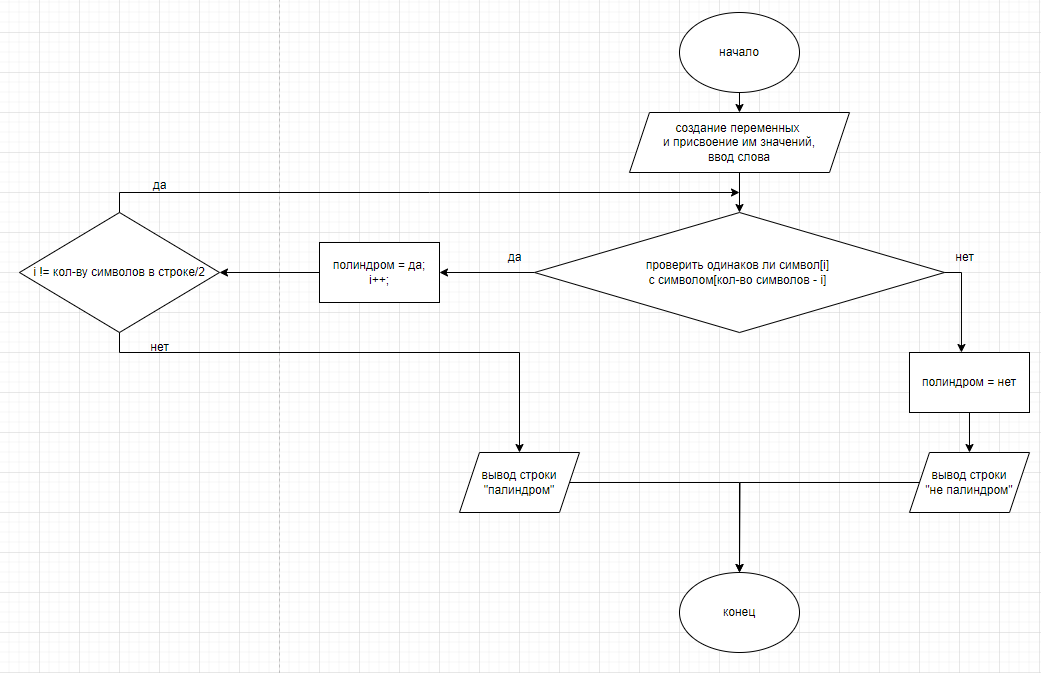 начало
создание переменных
и присвоение им значений,
ввод слова
да
i != кол-ву символов в строке/2
полиндром = да;
i++;
да
проверить одинаков ли символ[i]
с символом[кол-во символов - i]
нет
нет
полиндром = нет
вывод строки
"палиндром"
вывод строки
"не палиндром"
конец